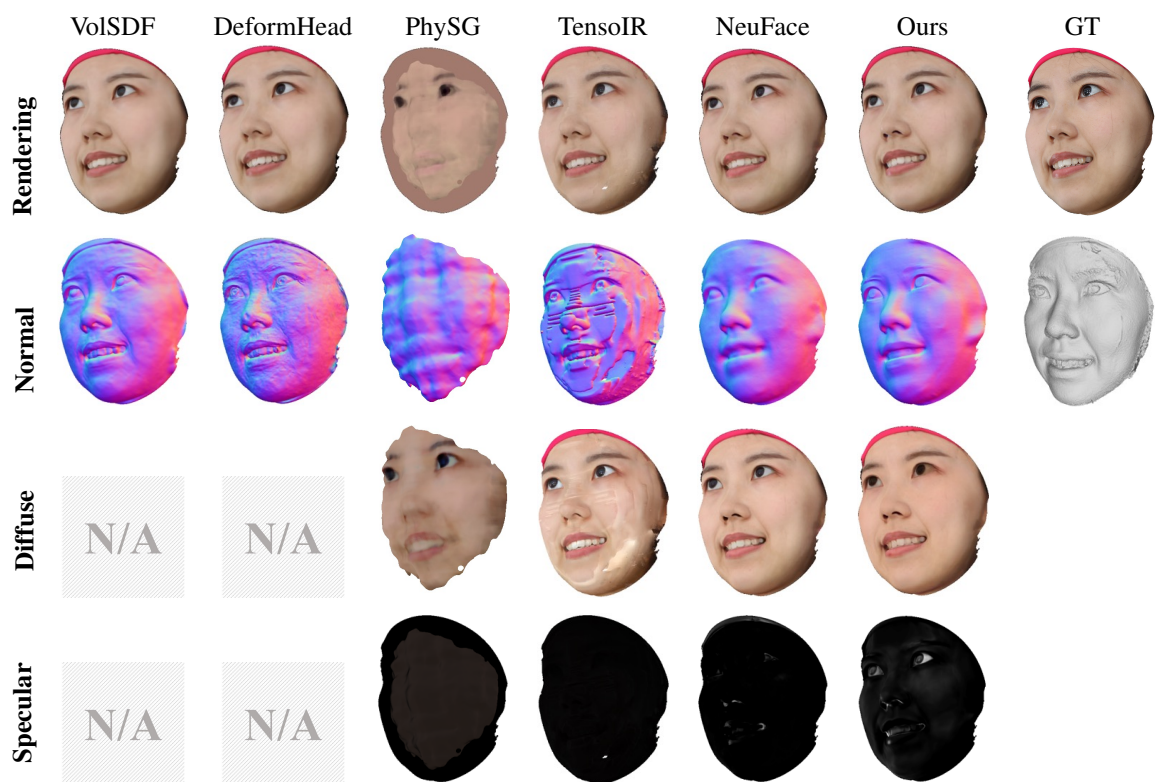 VolSDF DeformHead PhySG TensoIR NeuFace Ours GT
Rendering
Normal
Diffuse
N/A N/A
Specular
N/A N/A